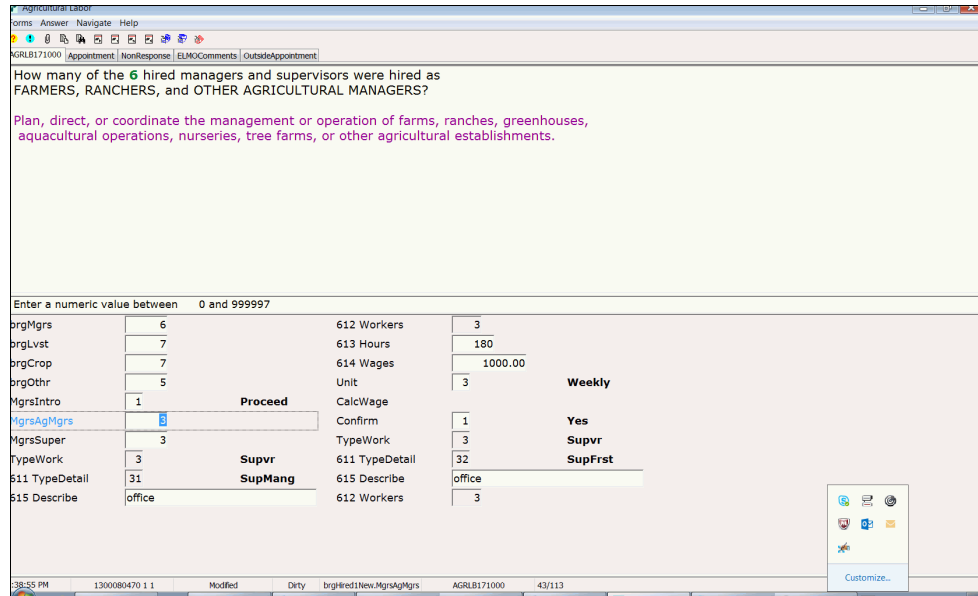 Agricultural Labor
orms Answer Navigate Help
AGRLB171000 Appointment NonResponse ELMOComments OutsideAppointment
How many of the 6 hired managers and supervisors were hired as
FARMERS, RANCHERS, and OTHER AGRICULTURAL MANAGERS?
Plan, direct, or coordinate the management or operation of farms, ranches, greenhouses,
aquacultural operations, nurseries, tree farms, or other agricultural establishments.
Enter a numeric value between 0 and 999997
brgMgrs 6 612 Workers 3
brgLvst 7 613 Hours 180
brgCrop 7 614 Wages 1000.00
brgOthr 5 Unit 3 Weekly
MgrsIntro 1 Proceed CalcWage
MgrsAgMgrs 3 Confirm 1 Yes
MgrsSuper 3 TypeWork 3 Supvr
TypeWork 3 Supvr 611 TypeDetail 32 SupFrst
611 TypeDetail 31 SupMang 615 Describe office
615 Describe office 612 Workers 3
Customize...
:38:55 PM 1300080470 1 1 Modified Dirty brgHired1New.MgrsAgMgrs AGRLB171000 43/113